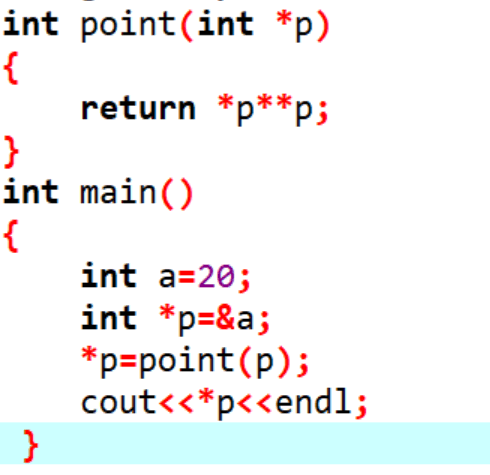 int point(int *p)
{
    return *p**p;
}
int main()
{
    int a=20;
    int *p=&a;
    *p=point(p);
    cout<<*p<<endl;
 }